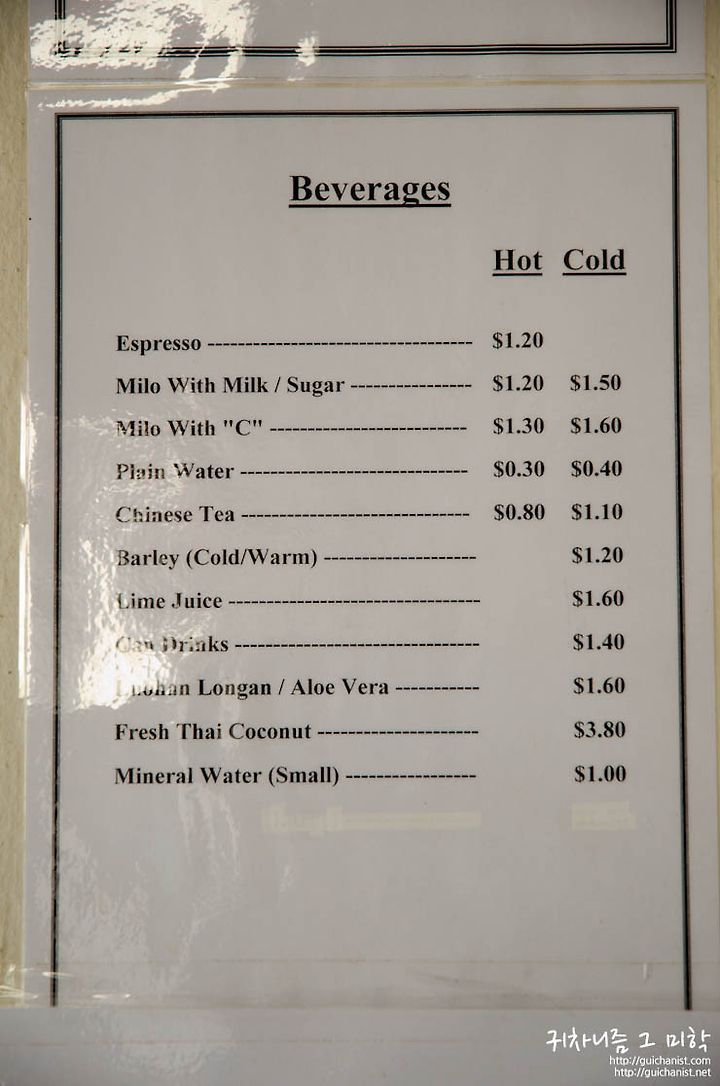 Beverages
Hot Cold
Espresso ----------------------------------- $1.20
Milo With Milk / Sugar ---------------- $1.20 $1.50
Milo With "C" -------------------------- $1.30 $1.60
Plain Water ------------------------------ $0.30 $0.40
Chinese Tea ------------------------------ $0.80 $1.10
Barley (Cold/Warm) -------------------- $1.20
Lime Juice --------------------------------- $1.60
Can Drinks -------------------------------- $1.40
Luohan Longan / Aloe Vera ----------- $1.60
Fresh Thai Coconut --------------------- $3.80
Mineral Water (Small) ----------------- $1.00
귀차니즘 그 미학
http://guichanist.com
http://guichanist.net